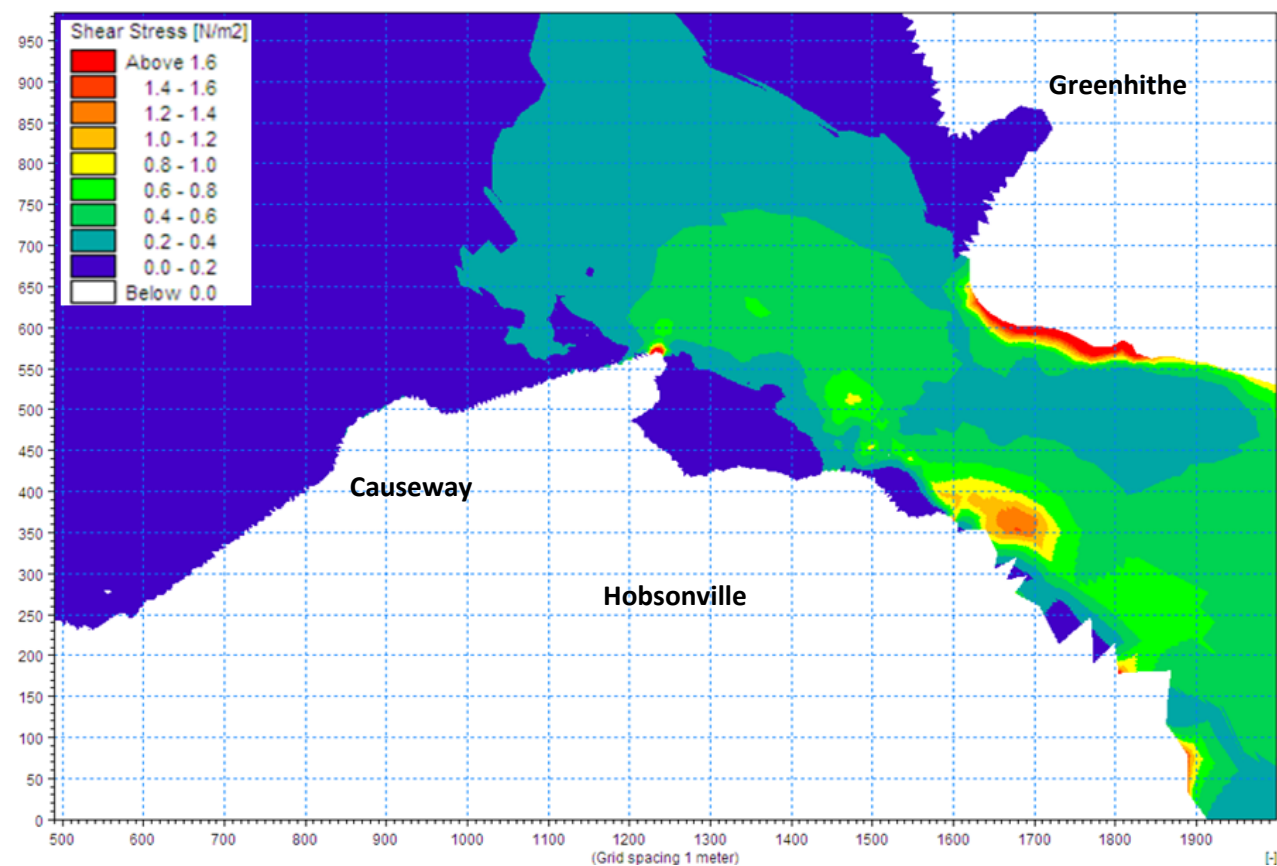 Shear Stress [N/m2]
Above 1.6
1.4 - 1.6
1.2 - 1.4
1.0 - 1.2
0.8 - 1.0
0.6 - 0.8
0.4 - 0.6
0.2 - 0.4
0.0 - 0.2
Below 0.0
Greenhithe
Causeway
Hobsonville
950
900
850
800
750
700
650
600
550
500
450
400
350
300
250
200
150
100
50
0
490 600 700 800 900 1000 1100 1200 1300 1400 1500 1600 1700 1800 1900
(Grid spacing 1 meter)